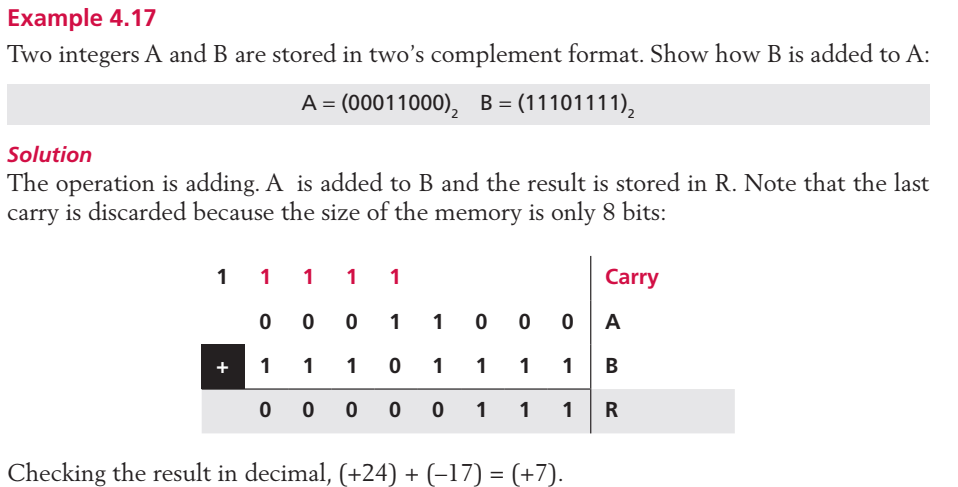 Example 4.17
Two integers A and B are stored in two’s complement format. Show how B is added to A:
A = (00011000)₂ B = (11101111)₂
Solution
The operation is adding. A is added to B and the result is stored in R. Note that the last
carry is discarded because the size of the memory is only 8 bits:
1 1 1 1 1 Carry
0 0 0 1 1 0 0 0 A
+ 1 1 1 0 1 1 1 1 B
0 0 0 0 0 1 1 1 R
Checking the result in decimal, (+24) + (–17) = (+7).